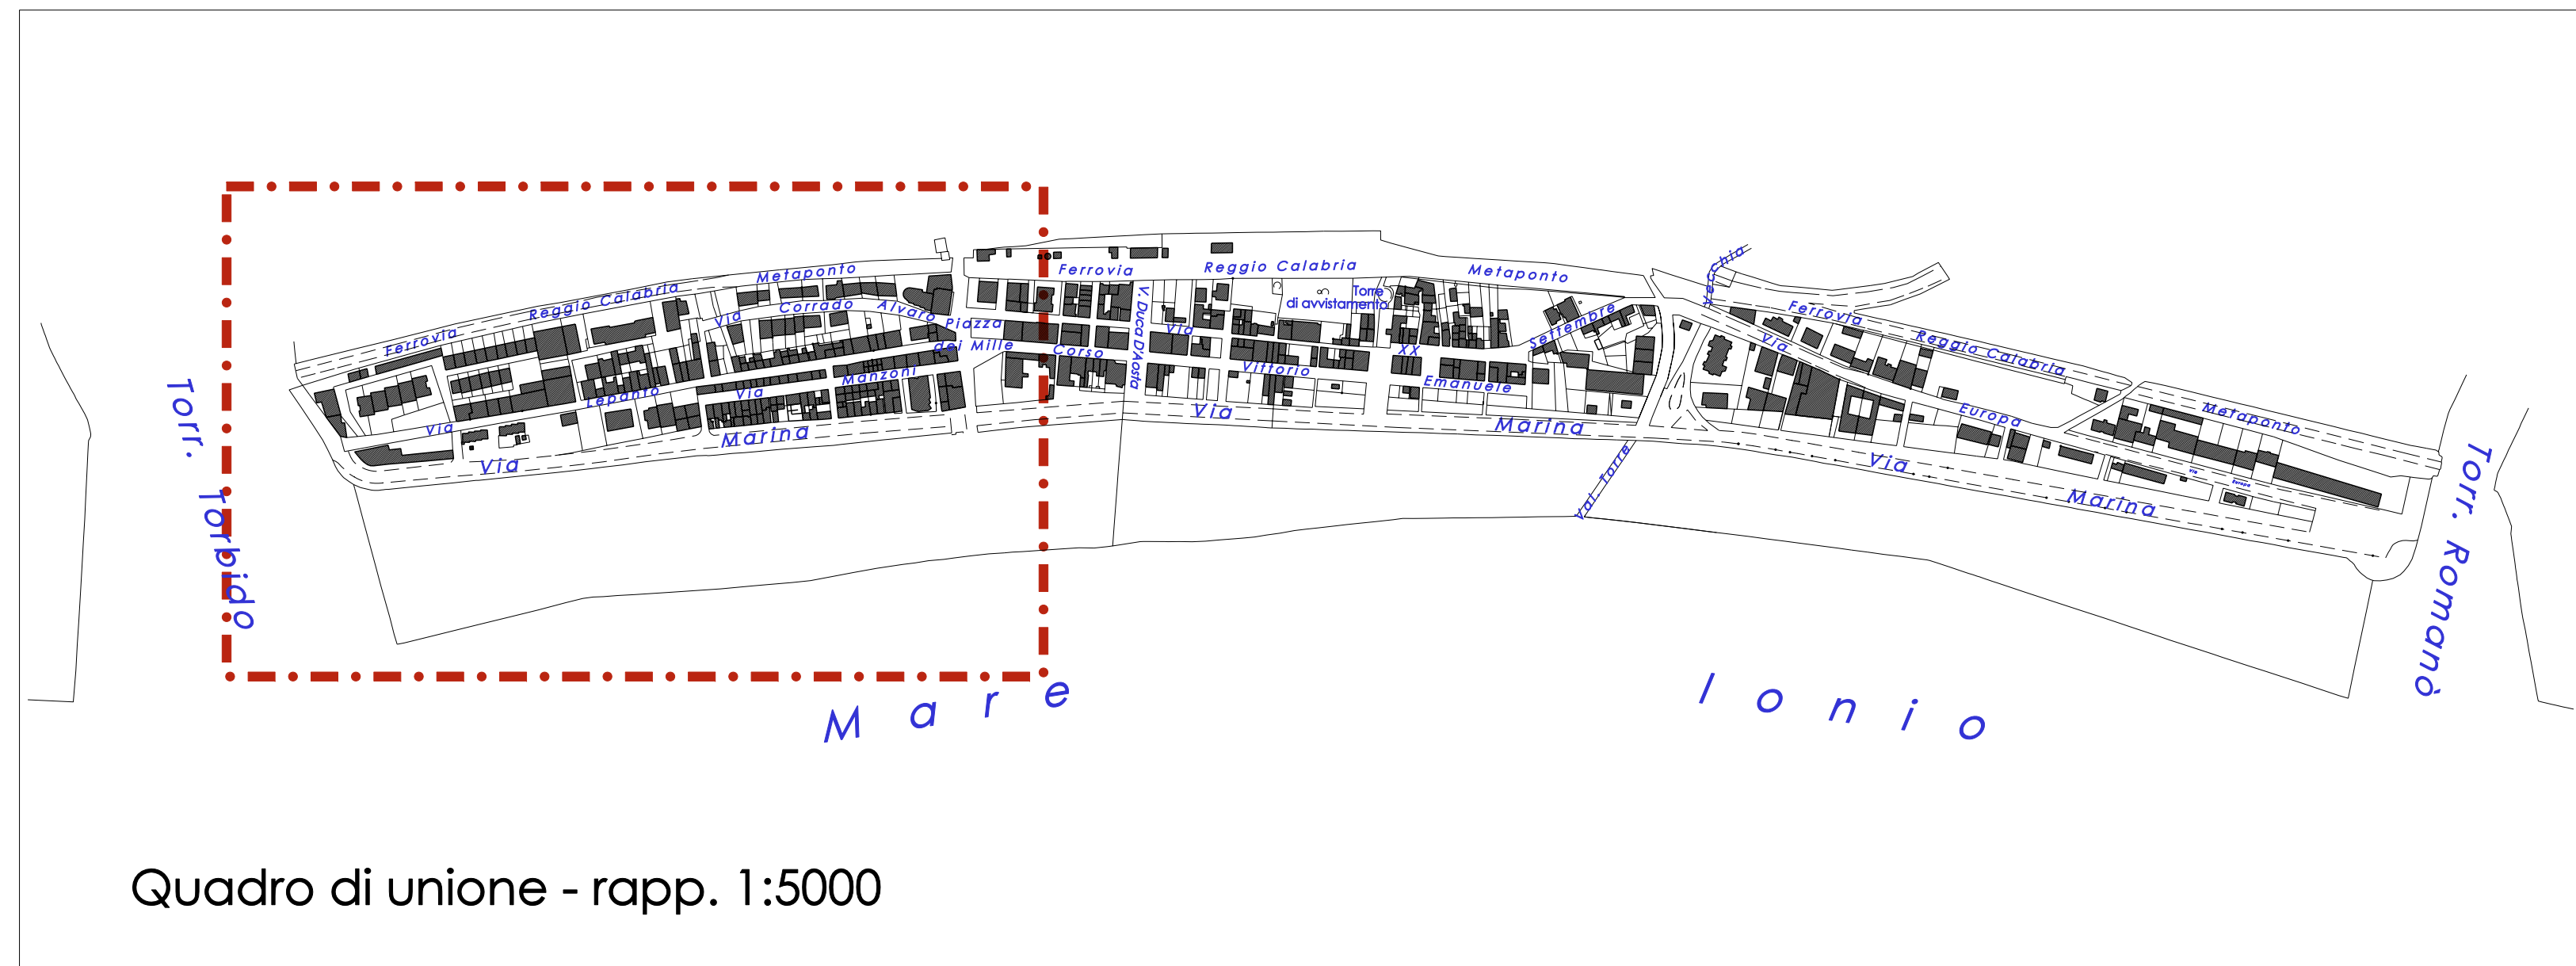 Ferrovia Reggio Calabria Metaponto
Via Corrado Alvaro
Piazza
dei Mille
Via Lepanto
Via Manzoni
Via Marina
Ferrovia Reggio Calabria Metaponto
Torre
di avvistamento
V. Duca D'Aosta
Via XX Settembre
Corso Vittorio Emanuele
Via Marina
Val. Torre
Vecchia
Ferrovia Reggio Calabria Metaponto
Via Europa
Via Europa
Via Marina
Torr. Torbido
Torr. Romanò
Mare Ionio
Quadro di unione - rapp. 1:5000